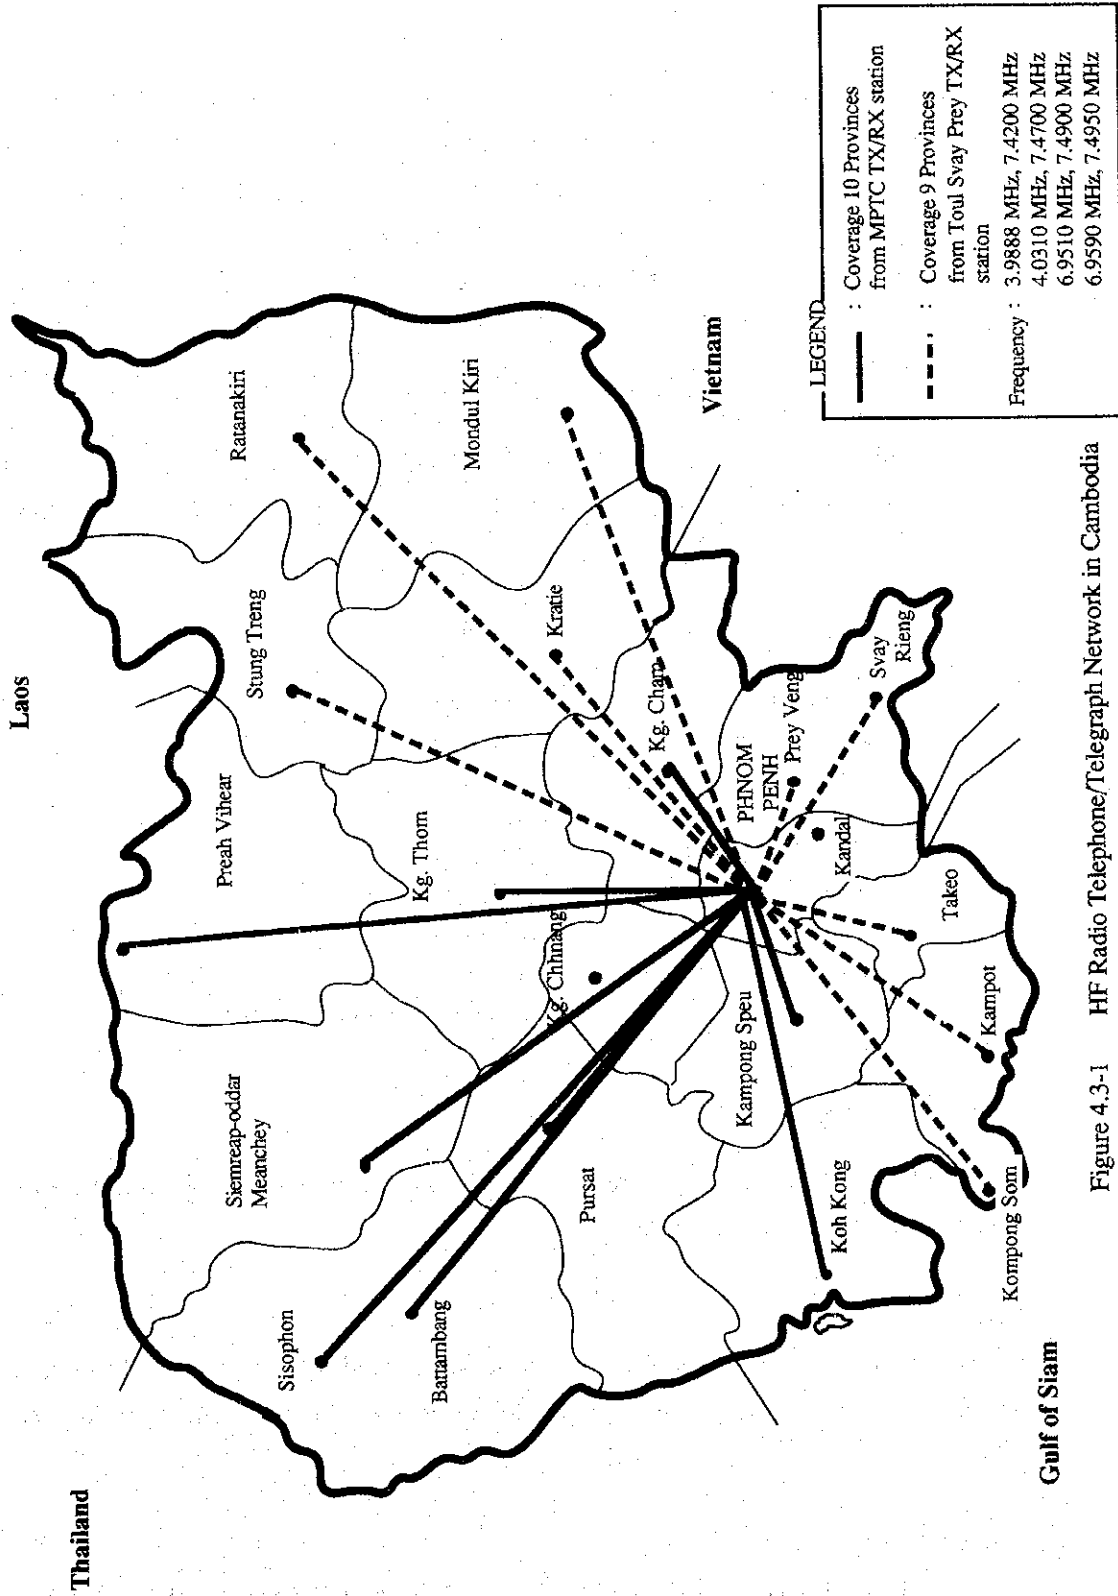 Laos
Thailand
Ratanakiri
Stung Treng
Preah Vihear
Siemreap-oddar
Meanchey
Sisophon
Mondul Kiri
Kratie
Kg. Thom
Battambang
Kg. Chhnang
Pursat
Kg. Cham
Vietnam
PHNOM
PENH
Prey Veng
Kampong Speu
Svay
Rieng
Kandal
Koh Kong
Takeo
Kampot
Kompong Som
Gulf of Siam
LEGEND
: Coverage 10 Provinces
from MPTC TX/RX station
: Coverage 9 Provinces
from Toul Svay Prey TX/RX
station
Frequency : 3.9888 MHz, 7.4200 MHz
4.0310 MHz, 7.4700 MHz
6.9510 MHz, 7.4900 MHz
6.9590 MHz, 7.4950 MHz
Figure 4.3-1 HF Radio Telephone/Telegraph Network in Cambodia